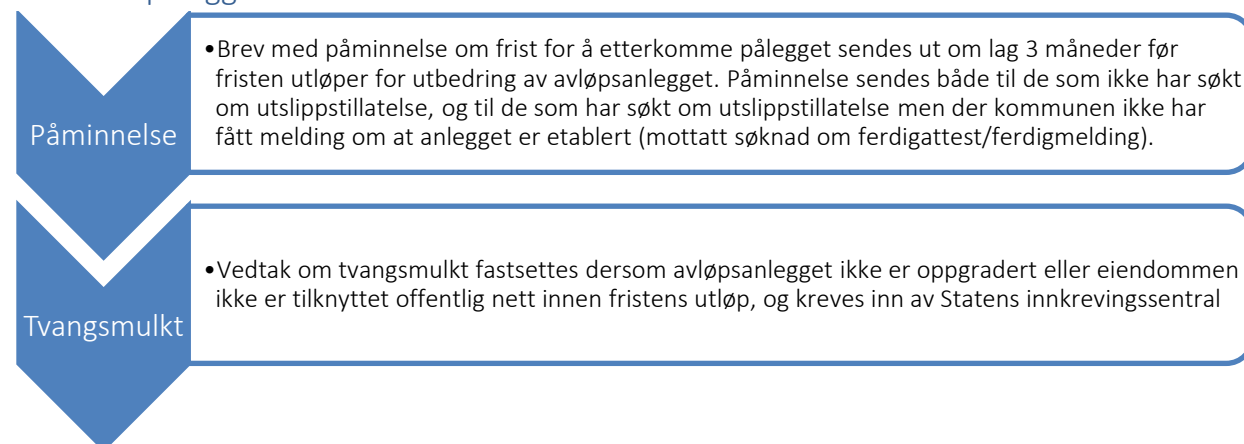 Påminnelse
•Brev med påminnelse om frist for å etterkomme pålegget sendes ut om lag 3 måneder før
fristen utløper for utbedring av avløpsanlegget. Påminnelse sendes både til de som ikke har søkt
om utslippstillatelse, og til de som har søkt om utslippstillatelse men der kommunen ikke har
fått melding om at anlegget er etablert (mottatt søknad om ferdigattest/ferdigmelding).
Tvangsmulkt
•Vedtak om tvangsmulkt fastsettes dersom avløpsanlegget ikke er oppgradert eller eiendommen
ikke er tilknyttet offentlig nett innen fristens utløp, og kreves inn av Statens innkrevingssentral